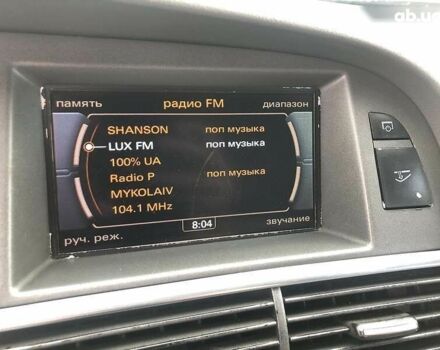 ab.ua
память радио FM диапазон
SHANSON поп музыка
LUX FM поп музыка
100% UA
Radio P поп музыка
MYKOLAIV
104.1 MHz
8:04 звучание
руч. реж.